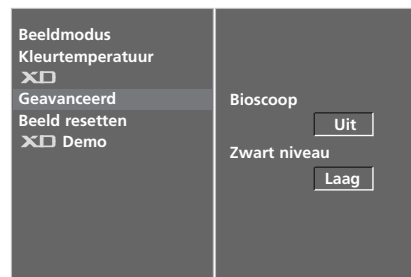 Beeldmodus
Kleurtemperatuur
XD
Geavanceerd
Beeld resetten
XD Demo
Bioscoop
Uit
Zwart niveau
Laag